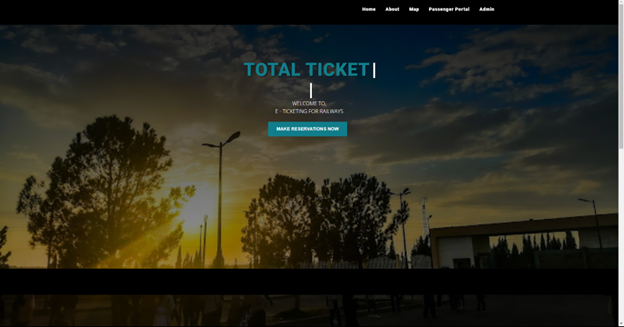 Home About Map Passenger Portal Admin
TOTAL TICKET|
|
WELCOME TO,
E - TICKETING FOR RAILWAYS
MAKE RESERVATIONS NOW